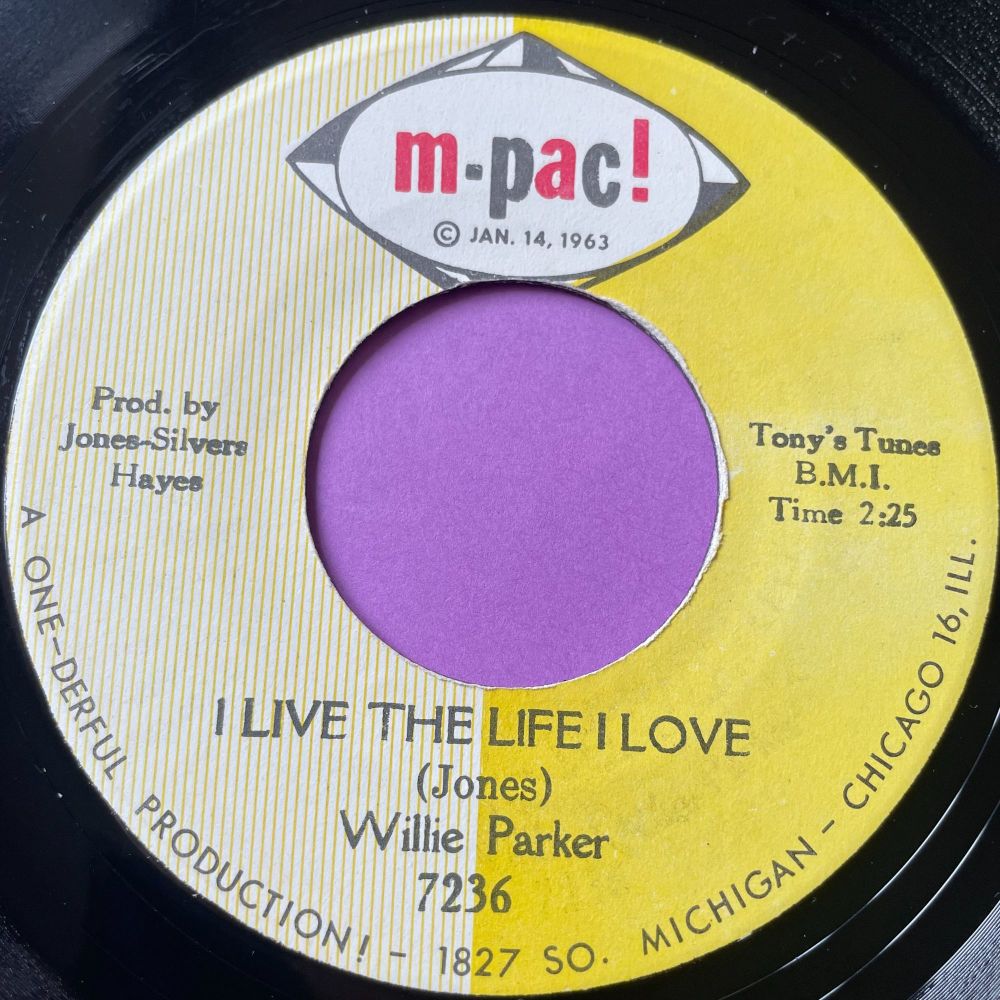 m-pac!
© JAN. 14, 1963
Prod. by
Jones-Silvers
Hayes
Tony's Tunes
B.M.I.
Time 2:25
I LIVE THE LIFE I LOVE
(Jones)
Willie Parker
7236
A ONE-DERFUL PRODUCTION! - 1827 SO. MICHIGAN - CHICAGO 16, ILL.